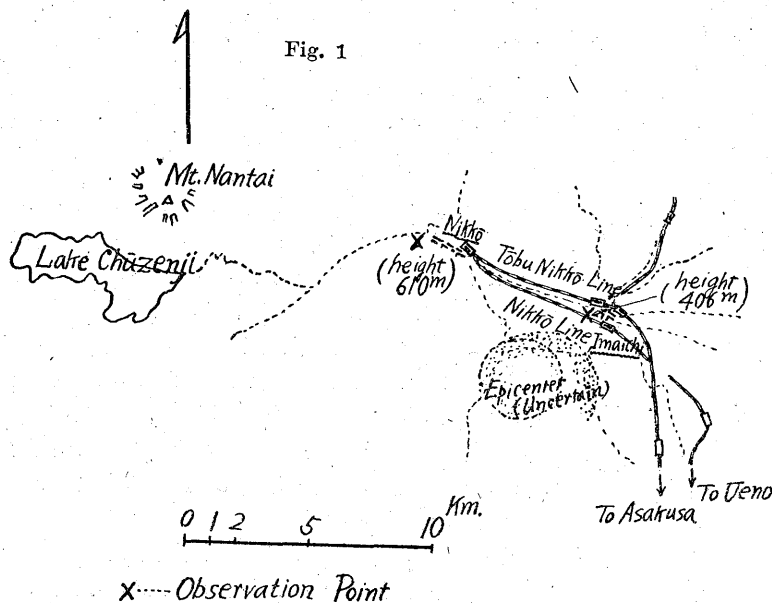 Fig. 1
Mt. Nantai
Lake Chūzenji
Nikkō
(height
610m)
Tōbu Nikkō Line
(height
406m)
Nikkō Line
Imaichi
Epicenter
(Uncertain)
To Ueno
To Asakusa
0 1 2 5 10 Km.
X----- Observation Point